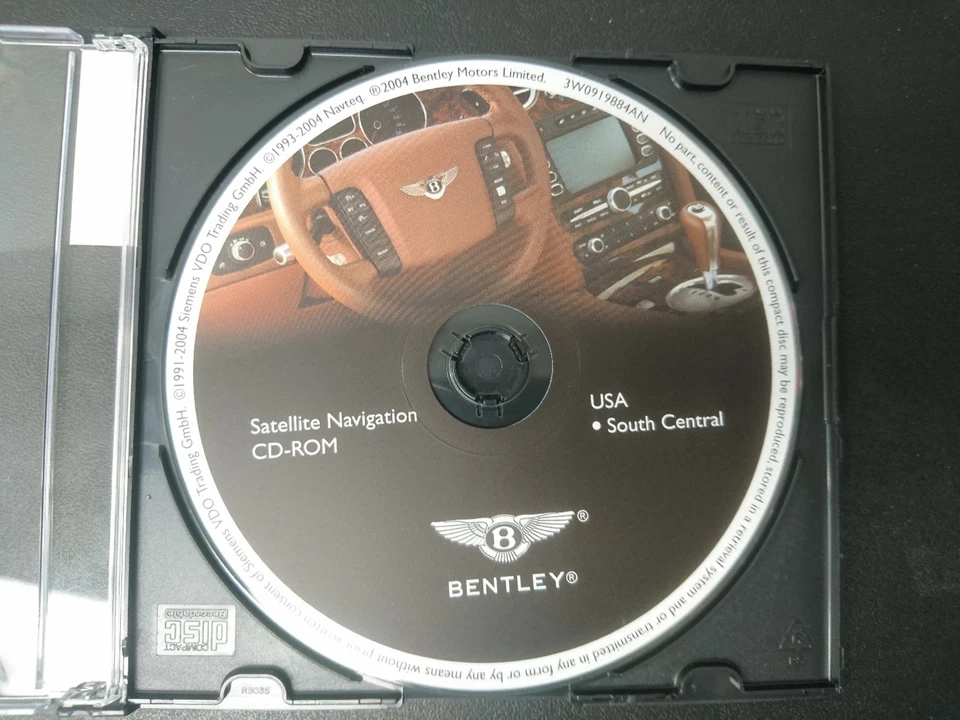 ©1991-2004 Siemens VDO Trading GmbH. ©1993-2004 Navteq. ®2004 Bentley Motors Limited. 3W0919884AN No part, content or result of this compact disc may be reproduced, stored in a retrieval system and or transmitted in any form or by any means without prior written consent of Siemens VDO Trading GmbH.
B
Satellite Navigation
CD-ROM
USA
• South Central
B®
BENTLEY®
COMPACT
disc
Recordable
R3035